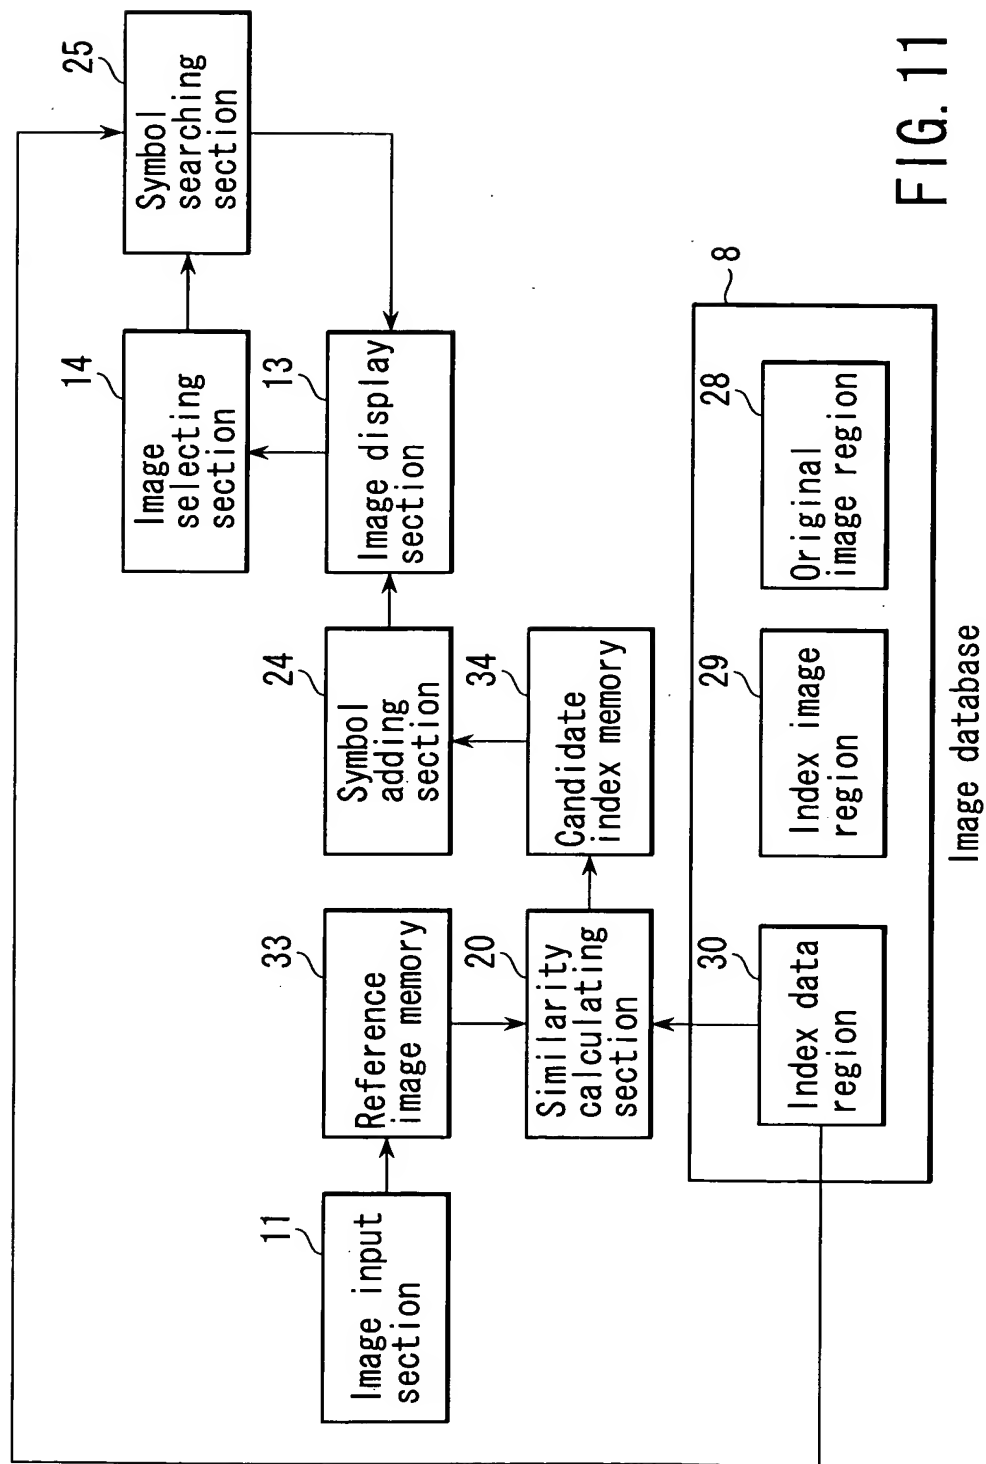 25
Symbol
searching
section
14
Image
selecting
section
13
Image display
section
24
Symbol
adding
section
34
Candidate
index memory
33
Reference
image memory
20
Similarity
calculating
section
11
Image input
section
8
30
Index data
region
29
Index image
region
28
Original
image region
Image database
FIG. 11